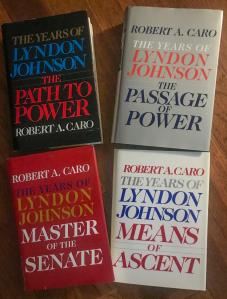 THE YEARS OF
LYNDON
JOHNSON
THE
PATH TO
POWER
ROBERT A. CARO
ROBERT A. CARO
THE YEARS OF
LYNDON
JOHNSON
THE
PASSAGE
OF
POWER
ROBERT A. CARO
THE YEARS OF
LYNDON
JOHNSON
MASTER
OF THE
SENATE
ROBERT A. CARO
THE YEARS OF
LYNDON
JOHNSON
MEANS
OF
ASCENT